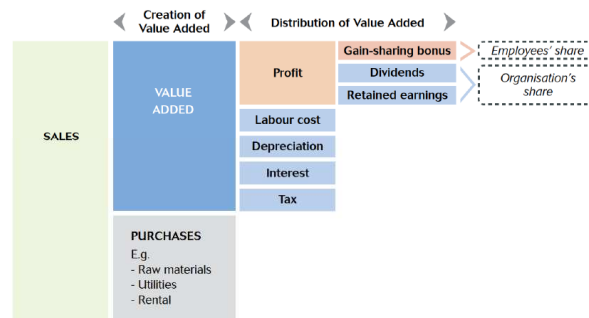 Creation of
Value Added
Distribution of Value Added
SALES
VALUE
ADDED
PURCHASES
E.g.
- Raw materials
- Utilities
- Rental
Profit
Labour cost
Depreciation
Interest
Tax
Gain-sharing bonus
Dividends
Retained earnings
Employees' share
Organisation's
share